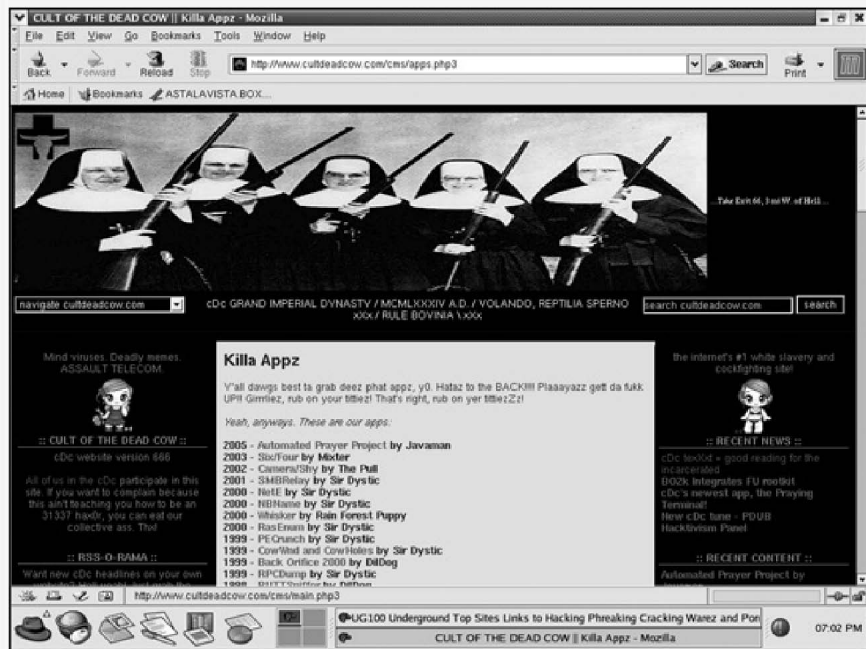 CULT OF THE DEAD COW || Killa Appz - Mozilla
File Edit View Go Bookmarks Tools Window Help
Back Forward Reload Stop http://www.cultdeadcow.com/cms/apps.php3 Search Print
Home Bookmarks ASTALAVISTA.BOX...
...Take Exit 66, 3 mi W. of Hell...
navigate cultdeadcow.com
cDc GRAND IMPERIAL DYNASTY / MCMLXXXIV A.D. / VOLANDO, REPTILIA SPERNO
xXx / RULE BOVINIA \ xXx
search cultdeadcow.com search
Mind viruses. Deadly memes.
ASSAULT TELECOM.
:: CULT OF THE DEAD COW ::
cDc website version 666
All of us in the cDc participate in this
site. If you want to complain because
this ain't teaching you how to be an
31337 hax0r, you can eat our
collective ass. Thx!
:: RSS-O-RAMA ::
Want new cDc headlines on your own
Killa Appz
Y'all dawgs best ta grab deez phat appz, y0. Hataz to the BACK!!!! Plaaayazz gett da fukk
UP!! Girrrliez, rub on your tittiez! That's right, rub on yer tittiezZz!
Yeah, anyways. These are our apps:
2005 - Automated Prayer Project by Javaman
2003 - Six/Four by Mixter
2002 - Camera/Shy by The Pull
2001 - SMBRelay by Sir Dystic
2000 - NetE by Sir Dystic
2000 - NBName by Sir Dystic
2000 - Whisker by Rain Forest Puppy
2000 - RasEnum by Sir Dystic
1999 - PECrunch by Sir Dystic
1999 - CowWnd and CowHoles by Sir Dystic
1999 - Back Orifice 2000 by DilDog
1999 - RPCDump by Sir Dystic
1998 - BUTTSniffer by DilDog
the internet's #1 white slavery and
cockfighting site!
:: RECENT NEWS ::
cDc teXXxt = good reading for the
incarcerated
BO2k Integrates FU rootkit
cDc's newest app, the Praying
Terminal!
New cDc tune - PDUB
Hacktivism Panel
:: RECENT CONTENT ::
Automated Prayer Project by
http://www.cultdeadcow.com/cms/main.php3
UG100 Underground Top Sites Links to Hacking Phreaking Cracking Warez and Por
CULT OF THE DEAD COW || Killa Appz - Mozilla
07:02 PM